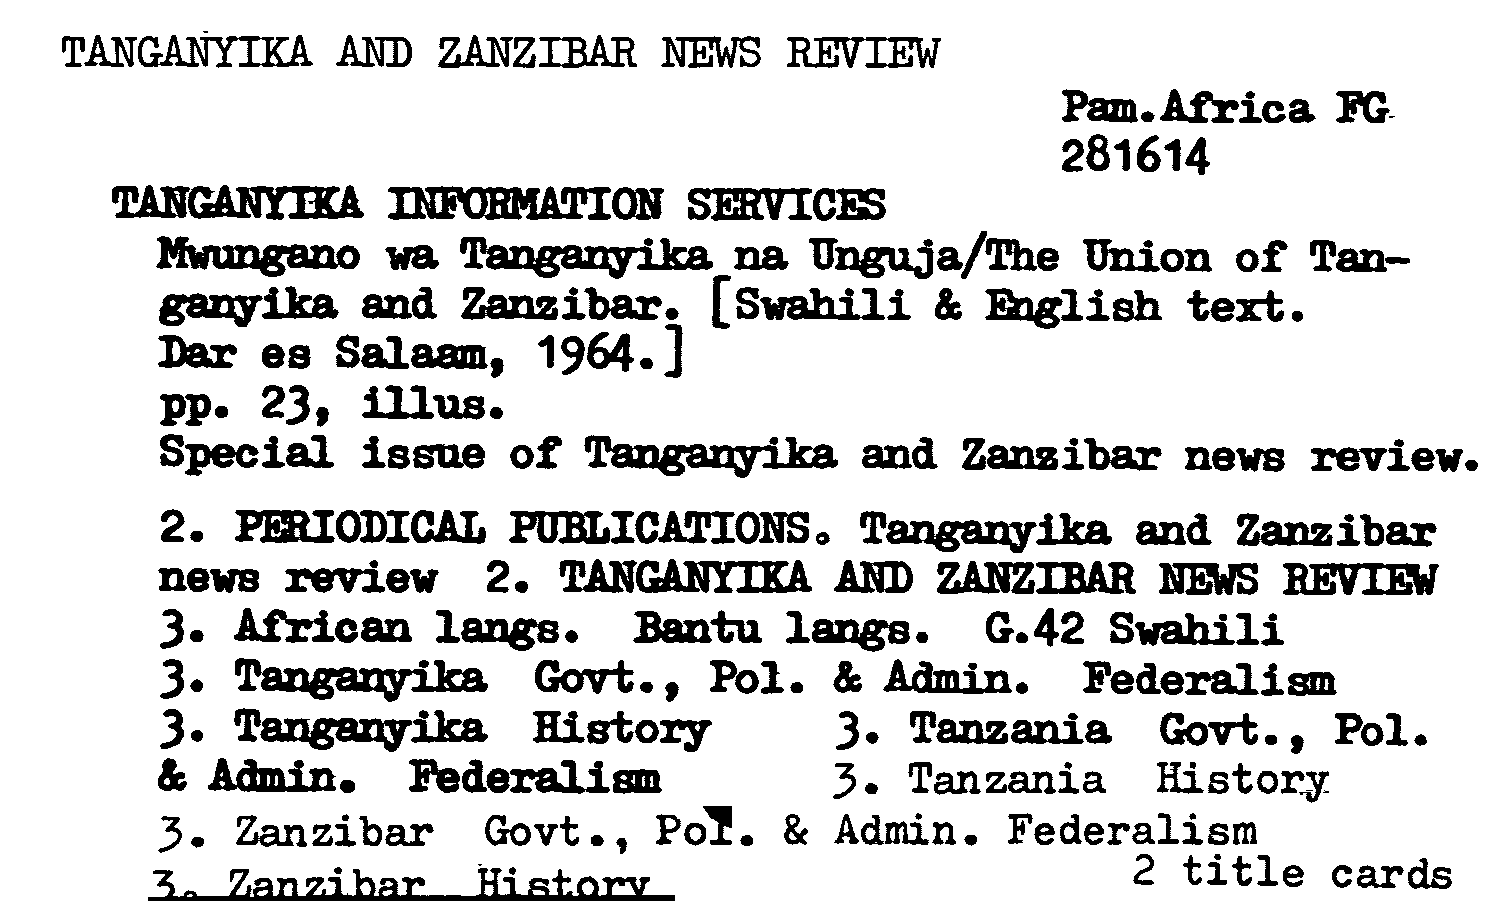 TANGANYIKA AND ZANZIBAR NEWS REVIEW
Pam.Africa FG
281614
TANGANYIKA INFORMATION SERVICES
Mwungano wa Tanganyika na Unguja/The Union of Tan-
ganyika and Zanzibar. [Swahili & English text.
Dar es Salaam, 1964.]
pp. 23, illus.
Special issue of Tanganyika and Zanzibar news review.
2. PERIODICAL PUBLICATIONS. Tanganyika and Zanzibar
news review 2. TANGANYIKA AND ZANZIBAR NEWS REVIEW
3. African langs. Bantu langs. G.42 Swahili
3. Tanganyika Govt., Pol. & Admin. Federalism
3. Tanganyika History 3. Tanzania Govt., Pol.
& Admin. Federalism 3. Tanzania History
3. Zanzibar Govt., Pol. & Admin. Federalism
3. Zanzibar History 2 title cards